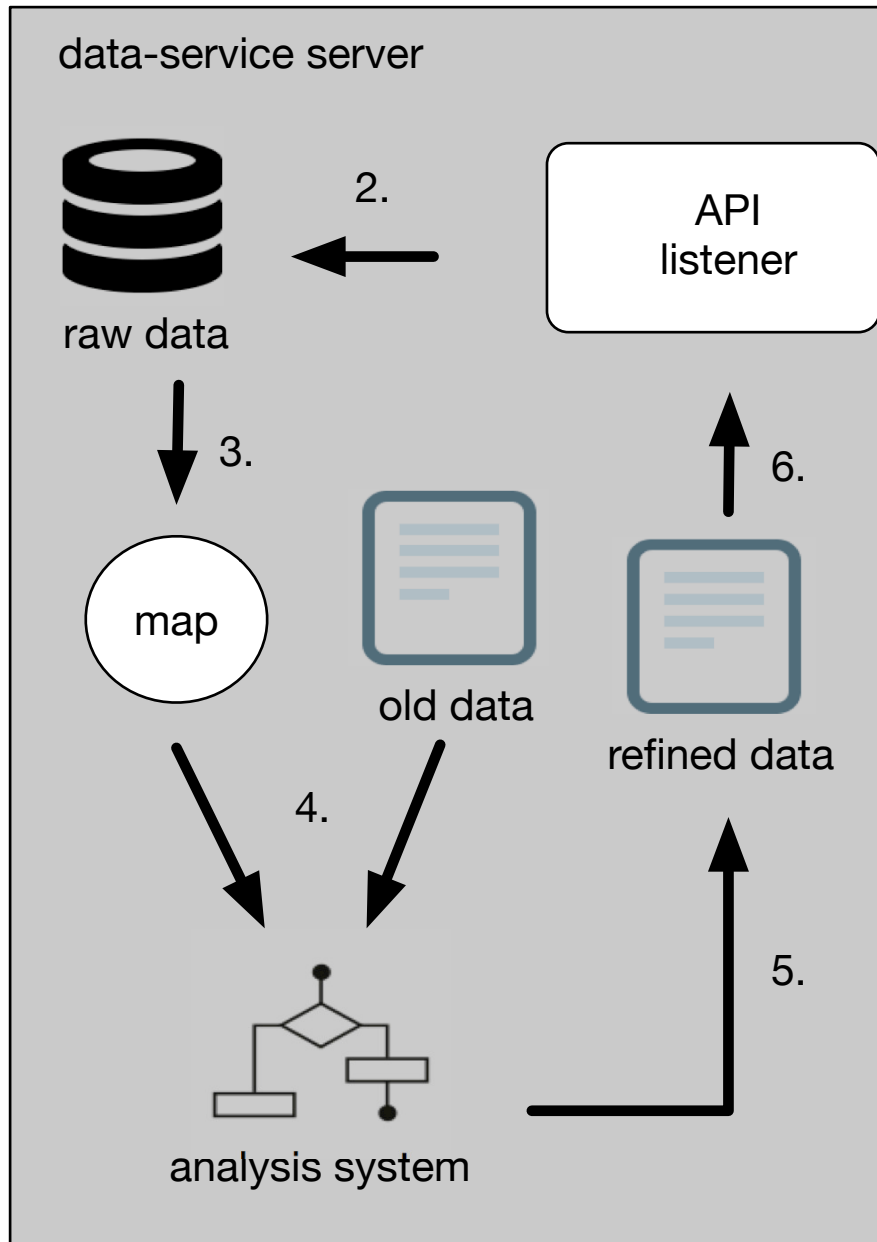 data-service server
2.
API
listener
raw data
3.
6.
map
old data
refined data
4.
5.
analysis system